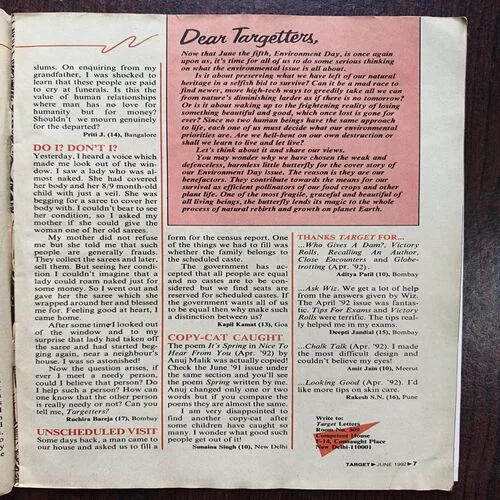 slums. On enquiring from my
grandfather, I was shocked to
learn that these people are paid
to cry at funerals. Is this the
value of human relationships
where man has no love for
humanity but for money?
Shouldn't we mourn genuinely
for the departed?
Priti J. (14), Bangalore
DO I? DON'T I?
Yesterday, I heard a voice which
made me look out of the win-
dow. I saw a lady who was al-
most naked. She had covered
her body and her 8/9 month-old
child with just a veil. She was
begging for a saree to cover her
body with. I couldn't bear to see
her condition, so I asked my
mother if she could give the
woman one of her old sarees.
My mother did not refuse
me but she told me that such
people are generally frauds.
They collect the sarees and later,
sell them. But seeing her condi-
tion I couldn't imagine that a
lady could roam naked just for
some money. So I went out and
gave her the saree which she
wrapped around her and blessed
me for. Feeling good at heart, I
came home.
After some time I looked out
of the window and to my
surprise that lady had taken off
the saree and had started beg-
ging again, near a neighbour's
house. I was so astonished!
Now the question arises, if
ever I meet a needy person,
could I believe that person? Do
I help such a person? How can
one know that the other person
is really needy or not? Can you
tell me, Targetters?
Ruchira Bareja (17), Bombay
UNSCHEDULED VISIT
Some days back, a man came to
our house and asked us to fill a
Dear Targetters,
Now that June the fifth, Environment Day, is once again
upon us, it's time for all of us to do some serious thinking
on what the environmental issue is all about.
Is it about preserving what we have left of our natural
heritage in a selfish bid to survive? Can it be a mad race to
find newer, more high-tech ways to greedily take all we can
from nature's diminishing larder as if there is no tomorrow?
Or is it about waking up to the frightening reality of losing
something beautiful and good, which once lost is gone for
ever? Since no two human beings have the same approach
to life, each one of us must decide what our environmental
priorities are. Are we hell-bent on our own destruction or
shall we learn to live and let live?
Let's think about it and share our views.
You may wonder why we have chosen the weak and
defenceless, harmless little butterfly for the cover story of
our Environment Day issue. The reason is they are our
benefactors. They contribute towards the means for our
survival as efficient pollinators of our food crops and other
plant life. One of the most fragile, graceful and beautiful of
all living beings, the butterfly lends its magic to the whole
process of natural rebirth and growth on planet Earth.
form for the census report. One
of the things we had to fill was
whether the family belongs to
the scheduled caste.
The government has ac-
cepted that all people are equal
and no castes are to be con-
sidered but we find seats are
reserved for scheduled castes. If
the government wants all of us
to be equal then why make such
a distinction between us?
Kapil Kamat (13), Goa
COPY-CAT CAUGHT
The poem It's Spring in Nice To
Hear From You (Apr. '92) by
Anuj Malik was actually copied!
Check the June '91 issue under
the same section and you'll see
the poem Spring written by me.
Anuj changed only one or two
words but if you compare the
poems they are almost the same.
I am very disappointed to
find another copy-cat after
some children have caught so
many. I wonder what good such
people get out of it!
Sunaina Singh (10), New Delhi
THANKS TARGET FOR...
...Who Gives A Dam?, Victory
Rolls, Recalling An Author,
Close Encounters and Globe-
trotting (Apr. '92).
Aditya Patil (10), Bombay
...Ask Wiz. We get a lot of help
from the answers given by Wiz.
The April '92 issue was fantas-
tic. Tips For Exams and Victory
Rolls were terrific. The tips real-
ly helped me in my exams.
Deepti Jandial (15), Bombay
...Chalk Talk (Apr. '92). I made
the most difficult design and
couldn't believe my eyes!
Amit Jain (10), Meerut
...Looking Good (Apr. '92). I'd
like more tips on skin care.
Rakesh S.N. (16), Pune
Write to:
Target Letters
Room No. 309
Competent House
F-14, Connaught Place
New Delhi-110001
TARGET▶JUNE 1992▶7